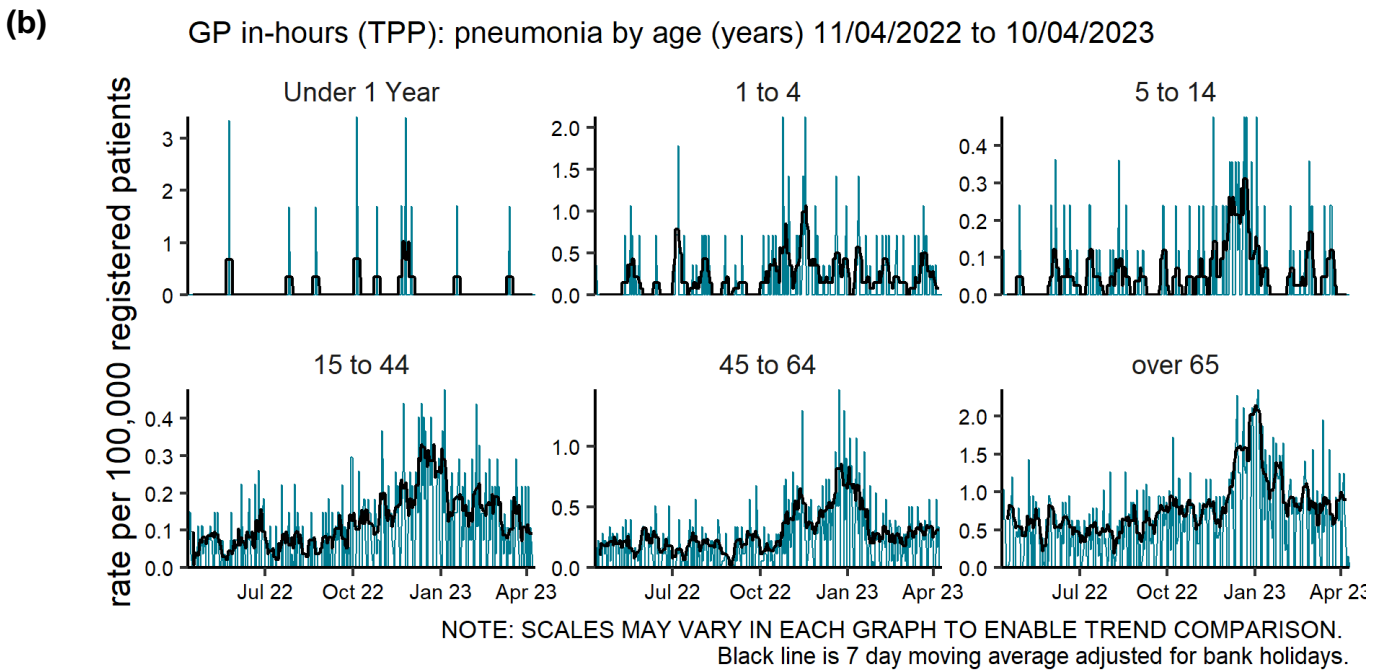 (b)
GP in-hours (TPP): pneumonia by age (years) 11/04/2022 to 10/04/2023
rate per 100,000 registered patients
Under 1 Year
1 to 4
5 to 14
3
2
1
0
2.0
1.5
1.0
0.5
0.0
0.4
0.3
0.2
0.1
0.0
15 to 44
45 to 64
over 65
0.4
0.3
0.2
0.1
0.0
1.0
0.5
0.0
2.0
1.5
1.0
0.5
0.0
Jul 22 Oct 22 Jan 23 Apr 23
Jul 22 Oct 22 Jan 23 Apr 23
Jul 22 Oct 22 Jan 23 Apr 23
NOTE: SCALES MAY VARY IN EACH GRAPH TO ENABLE TREND COMPARISON.
Black line is 7 day moving average adjusted for bank holidays.